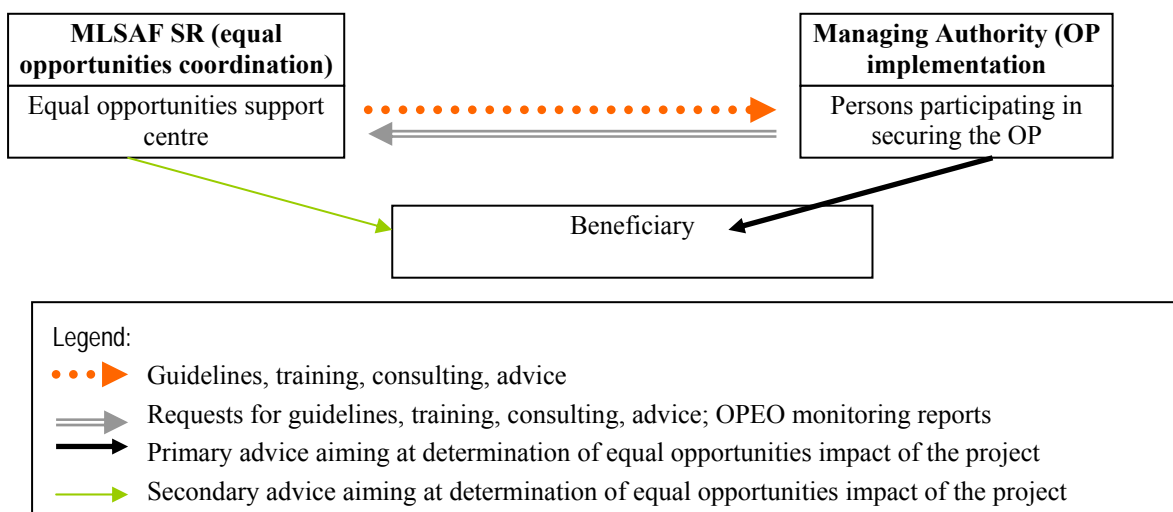 MLSAF SR (equal
opportunities coordination)
Equal opportunities support
centre
Managing Authority (OP
implementation
Persons participating in
securing the OP
Beneficiary
Legend:
Guidelines, training, consulting, advice
Requests for guidelines, training, consulting, advice; OPEO monitoring reports
Primary advice aiming at determination of equal opportunities impact of the project
Secondary advice aiming at determination of equal opportunities impact of the project